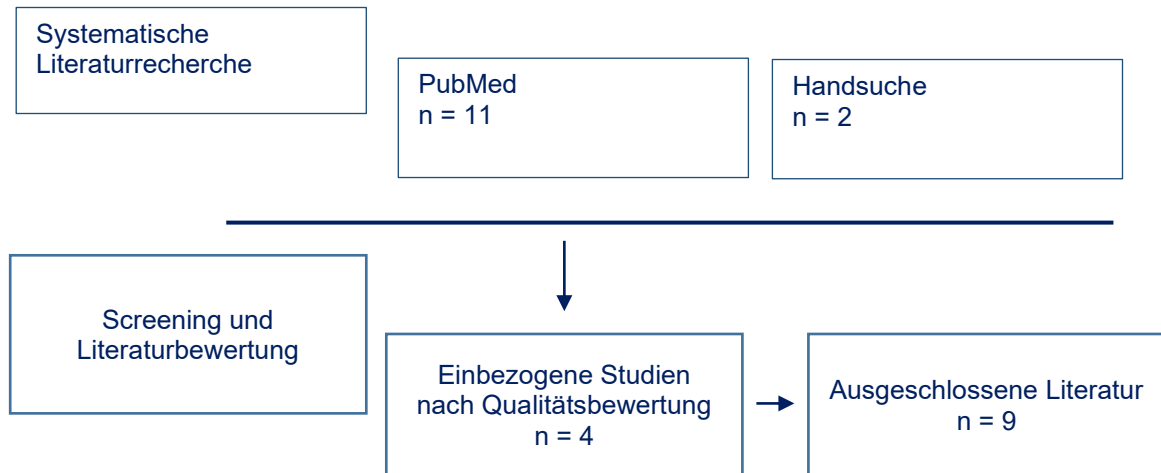 Systematische
Literaturrecherche
PubMed
n = 11
Handsuche
n = 2
Screening und
Literaturbewertung
Einbezogene Studien
nach Qualitätsbewertung
n = 4
Ausgeschlossene Literatur
n = 9